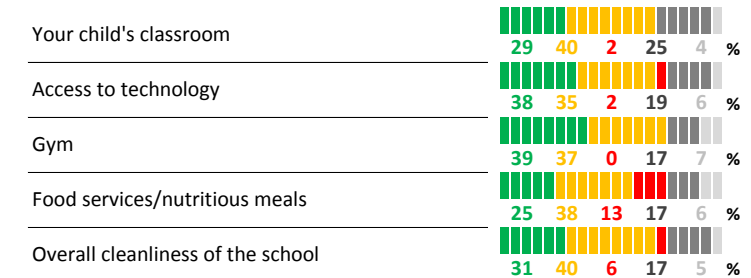 Your child's classroom
29 40 2 25 4 %
Access to technology
38 35 2 19 6 %
Gym
39 37 0 17 7 %
Food services/nutritious meals
25 38 13 17 6 %
Overall cleanliness of the school
31 40 6 17 5 %